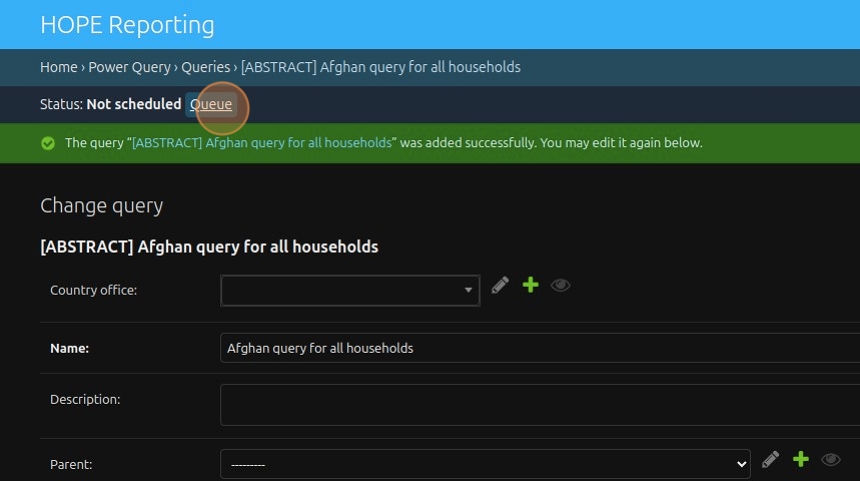 HOPE Reporting
Home › Power Query › Queries › [ABSTRACT] Afghan query for all households
Status: Not scheduled Queue
The query “[ABSTRACT] Afghan query for all households” was added successfully. You may edit it again below.
Change query
[ABSTRACT] Afghan query for all households
Country office:
Name: Afghan query for all households
Description:
Parent: ---------